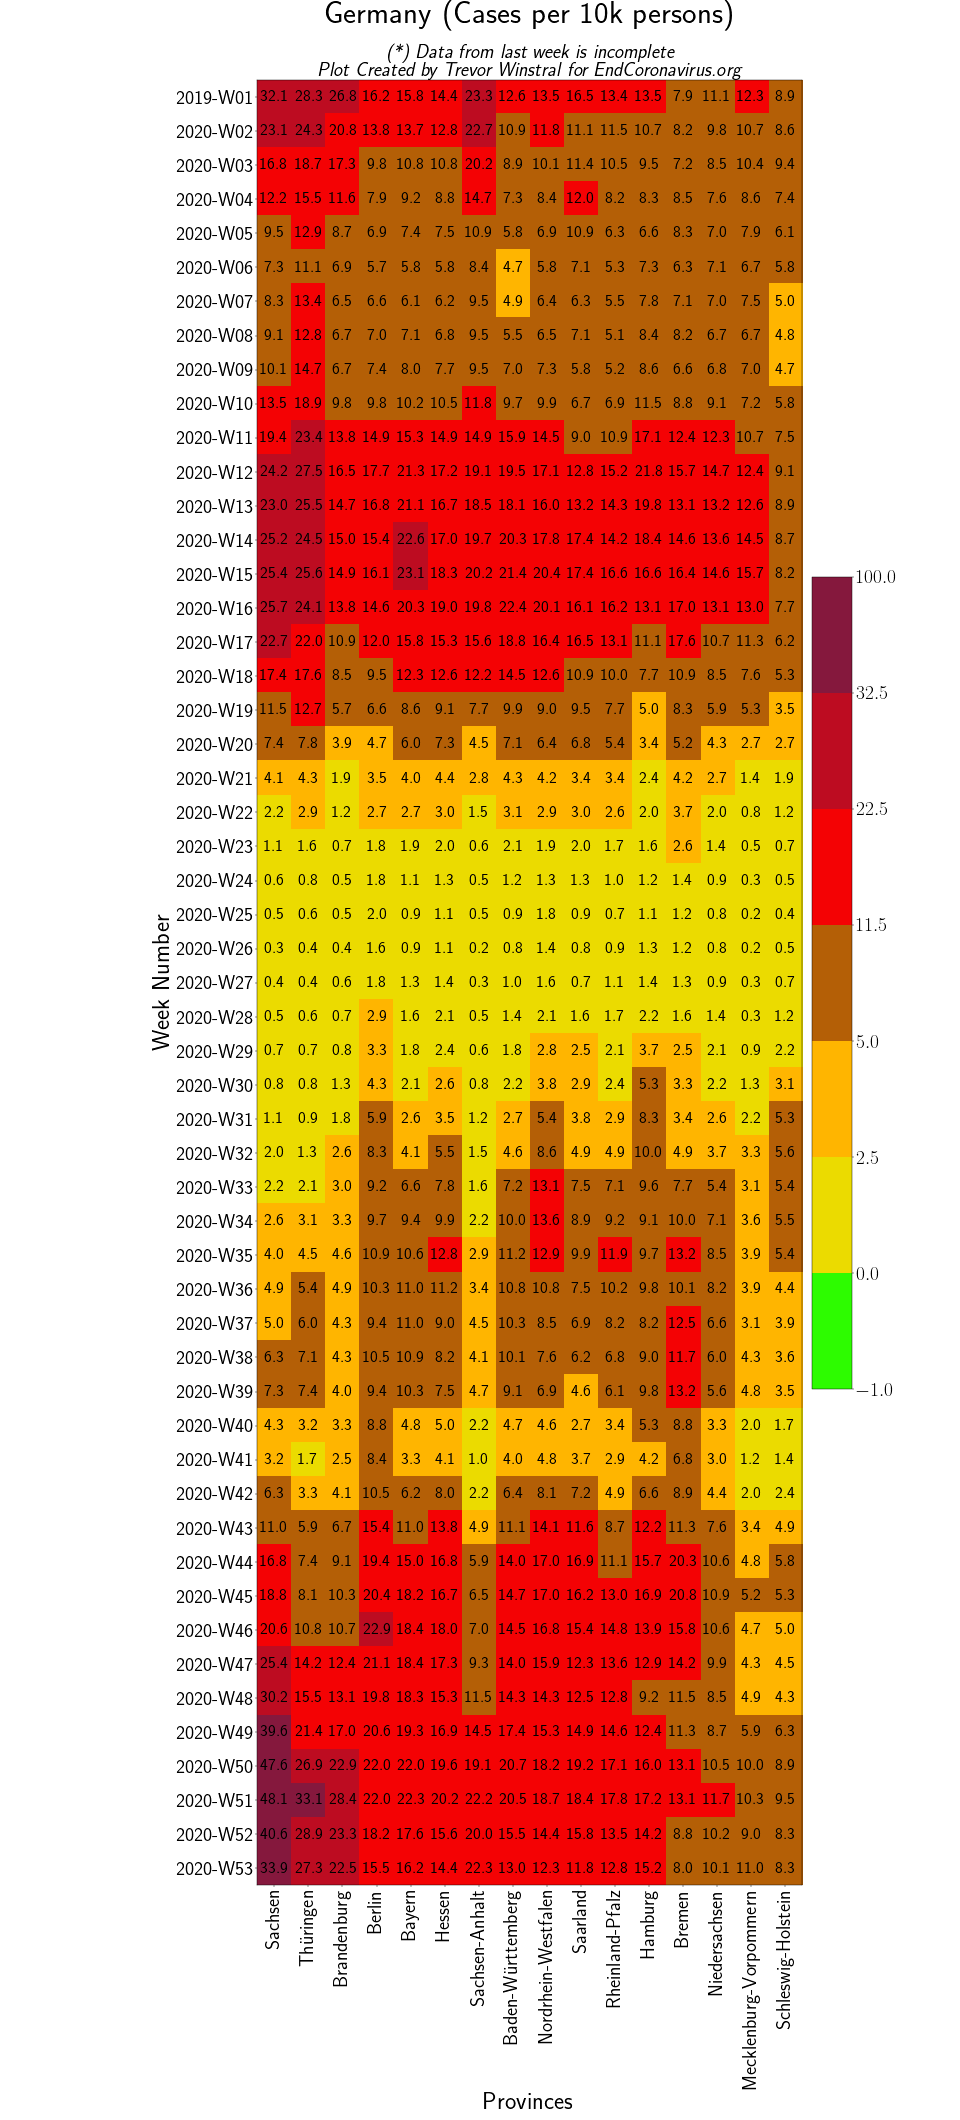 Germany (Cases per 10k persons)
(*) Data from last week is incomplete
Plot Created by Trevor Winstral for EndCoronavirus.org
2019-W01 32.1 28.3 26.8 16.2 15.8 14.4 23.3 12.6 13.5 16.5 13.4 13.5 7.9 11.1 12.3 8.9
2020-W02 23.1 24.3 20.8 13.8 13.7 12.8 22.7 10.9 11.8 11.1 11.5 10.7 8.2 9.8 10.7 8.6
2020-W03 16.8 18.7 17.3 9.8 10.8 10.8 20.2 8.9 10.1 11.4 10.5 9.5 7.2 8.5 10.4 9.4
2020-W04 12.2 15.5 11.6 7.9 9.2 8.8 14.7 7.3 8.4 12.0 8.2 8.3 8.5 7.6 8.6 7.4
2020-W05 9.5 12.9 8.7 6.9 7.4 7.5 10.9 5.8 6.9 10.9 6.3 6.6 8.3 7.0 7.9 6.1
2020-W06 7.3 11.1 6.9 5.7 5.8 5.8 8.4 4.7 5.8 7.1 5.3 7.3 6.3 7.1 6.7 5.8
2020-W07 8.3 13.4 6.5 6.6 6.1 6.2 9.5 4.9 6.4 6.3 5.5 7.8 7.1 7.0 7.5 5.0
2020-W08 9.1 12.8 6.7 7.0 7.1 6.8 9.5 5.5 6.5 7.1 5.1 8.4 8.2 6.7 6.7 4.8
2020-W09 10.1 14.7 6.7 7.4 8.0 7.7 9.5 7.0 7.3 5.8 5.2 8.6 6.6 6.8 7.0 4.7
2020-W10 13.5 18.9 9.8 9.8 10.2 10.5 11.8 9.7 9.9 6.7 6.9 11.5 8.8 9.1 7.2 5.8
2020-W11 19.4 23.4 13.8 14.9 15.3 14.9 14.9 15.9 14.5 9.0 10.9 17.1 12.4 12.3 10.7 7.5
2020-W12 24.2 27.5 16.5 17.7 21.3 17.2 19.1 19.5 17.1 12.8 15.2 21.8 15.7 14.7 12.4 9.1
2020-W13 23.0 25.5 14.7 16.8 21.1 16.7 18.5 18.1 16.0 13.2 14.3 19.8 13.1 13.2 12.6 8.9
2020-W14 25.2 24.5 15.0 15.4 22.6 17.0 19.7 20.3 17.8 17.4 14.2 18.4 14.6 13.6 14.5 8.7
2020-W15 25.4 25.6 14.9 16.1 23.1 18.3 20.2 21.4 20.4 17.4 16.6 16.6 16.4 14.6 15.7 8.2
2020-W16 25.7 24.1 13.8 14.6 20.3 19.0 19.8 22.4 20.1 16.1 16.2 13.1 17.0 13.1 13.0 7.7
2020-W17 22.7 22.0 10.9 12.0 15.8 15.3 15.6 18.8 16.4 16.5 13.1 11.1 17.6 10.7 11.3 6.2
2020-W18 17.4 17.6 8.5 9.5 12.3 12.6 12.2 14.5 12.6 10.9 10.0 7.7 10.9 8.5 7.6 5.3
2020-W19 11.5 12.7 5.7 6.6 8.6 9.1 7.7 9.9 9.0 9.5 7.7 5.0 8.3 5.9 5.3 3.5
2020-W20 7.4 7.8 3.9 4.7 6.0 7.3 4.5 7.1 6.4 6.8 5.4 3.4 5.2 4.3 2.7 2.7
2020-W21 4.1 4.3 1.9 3.5 4.0 4.4 2.8 4.3 4.2 3.4 3.4 2.4 4.2 2.7 1.4 1.9
2020-W22 2.2 2.9 1.2 2.7 2.7 3.0 1.5 3.1 2.9 3.0 2.6 2.0 3.7 2.0 0.8 1.2
2020-W23 1.1 1.6 0.7 1.8 1.9 2.0 0.6 2.1 1.9 2.0 1.7 1.6 2.6 1.4 0.5 0.7
2020-W24 0.6 0.8 0.5 1.8 1.1 1.3 0.5 1.2 1.3 1.3 1.0 1.2 1.4 0.9 0.3 0.5
2020-W25 0.5 0.6 0.5 2.0 0.9 1.1 0.5 0.9 1.8 0.9 0.7 1.1 1.2 0.8 0.2 0.4
2020-W26 0.3 0.4 0.4 1.6 0.9 1.1 0.2 0.8 1.4 0.8 0.9 1.3 1.2 0.8 0.2 0.5
2020-W27 0.4 0.4 0.6 1.8 1.3 1.4 0.3 1.0 1.6 0.7 1.1 1.4 1.3 0.9 0.3 0.7
2020-W28 0.5 0.6 0.7 2.9 1.6 2.1 0.5 1.4 2.1 1.6 1.7 2.2 1.6 1.4 0.3 1.2
2020-W29 0.7 0.7 0.8 3.3 1.8 2.4 0.6 1.8 2.8 2.5 2.1 3.7 2.5 2.1 0.9 2.2
2020-W30 0.8 0.8 1.3 4.3 2.1 2.6 0.8 2.2 3.8 2.9 2.4 5.3 3.3 2.2 1.3 3.1
2020-W31 1.1 0.9 1.8 5.9 2.6 3.5 1.2 2.7 5.4 3.8 2.9 8.3 3.4 2.6 2.2 5.3
2020-W32 2.0 1.3 2.6 8.3 4.1 5.5 1.5 4.6 8.6 4.9 4.9 10.0 4.9 3.7 3.3 5.6
2020-W33 2.2 2.1 3.0 9.2 6.6 7.8 1.6 7.2 13.1 7.5 7.1 9.6 7.7 5.4 3.1 5.4
2020-W34 2.6 3.1 3.3 9.7 9.4 9.9 2.2 10.0 13.6 8.9 9.2 9.1 10.0 7.1 3.6 5.5
2020-W35 4.0 4.5 4.6 10.9 10.6 12.8 2.9 11.2 12.9 9.9 11.9 9.7 13.2 8.5 3.9 5.4
2020-W36 4.9 5.4 4.9 10.3 11.0 11.2 3.4 10.8 10.8 7.5 10.2 9.8 10.1 8.2 3.9 4.4
2020-W37 5.0 6.0 4.3 9.4 11.0 9.0 4.5 10.3 8.5 6.9 8.2 8.2 12.5 6.6 3.1 3.9
2020-W38 6.3 7.1 4.3 10.5 10.9 8.2 4.1 10.1 7.6 6.2 6.8 9.0 11.7 6.0 4.3 3.6
2020-W39 7.3 7.4 4.0 9.4 10.3 7.5 4.7 9.1 6.9 4.6 6.1 9.8 13.2 5.6 4.8 3.5
2020-W40 4.3 3.2 3.3 8.8 4.8 5.0 2.2 4.7 4.6 2.7 3.4 5.3 8.8 3.3 2.0 1.7
2020-W41 3.2 1.7 2.5 8.4 3.3 4.1 1.0 4.0 4.8 3.7 2.9 4.2 6.8 3.0 1.2 1.4
2020-W42 6.3 3.3 4.1 10.5 6.2 8.0 2.2 6.4 8.1 7.2 4.9 6.6 8.9 4.4 2.0 2.4
2020-W43 11.0 5.9 6.7 15.4 11.0 13.8 4.9 11.1 14.1 11.6 8.7 12.2 11.3 7.6 3.4 4.9
2020-W44 16.8 7.4 9.1 19.4 15.0 16.8 5.9 14.0 17.0 16.9 11.1 15.7 20.3 10.6 4.8 5.8
2020-W45 18.8 8.1 10.3 20.4 18.2 16.7 6.5 14.7 17.0 16.2 13.0 16.9 20.8 10.9 5.2 5.3
2020-W46 20.6 10.8 10.7 22.9 18.4 18.0 7.0 14.5 16.8 15.4 14.8 13.9 15.8 10.6 4.7 5.0
2020-W47 25.4 14.2 12.4 21.1 18.4 17.3 9.3 14.0 15.9 12.3 13.6 12.9 14.2 9.9 4.3 4.5
2020-W48 30.2 15.5 13.1 19.8 18.3 15.3 11.5 14.3 14.3 12.5 12.8 9.2 11.5 8.5 4.9 4.3
2020-W49 39.6 21.4 17.0 20.6 19.3 16.9 14.5 17.4 15.3 14.9 14.6 12.4 11.3 8.7 5.9 6.3
2020-W50 47.6 26.9 22.9 22.0 22.0 19.6 19.1 20.7 18.2 19.2 17.1 16.0 13.1 10.5 10.0 8.9
2020-W51 48.1 33.1 28.4 22.0 22.3 20.2 22.2 20.5 18.7 18.4 17.8 17.2 13.1 11.7 10.3 9.5
2020-W52 40.6 28.9 23.3 18.2 17.6 15.6 20.0 15.5 14.4 15.8 13.5 14.2 8.8 10.2 9.0 8.3
2020-W53 33.9 27.3 22.5 15.5 16.2 14.4 22.3 13.0 12.3 11.8 12.8 15.2 8.0 10.1 11.0 8.3
Week Number
Sachsen
Thüringen
Brandenburg
Berlin
Bayern
Hessen
Sachsen-Anhalt
Baden-Württemberg
Nordrhein-Westfalen
Saarland
Rheinland-Pfalz
Hamburg
Bremen
Niedersachsen
Mecklenburg-Vorpommern
Schleswig-Holstein
Provinces
100.0
32.5
22.5
11.5
5.0
2.5
0.0
−1.0